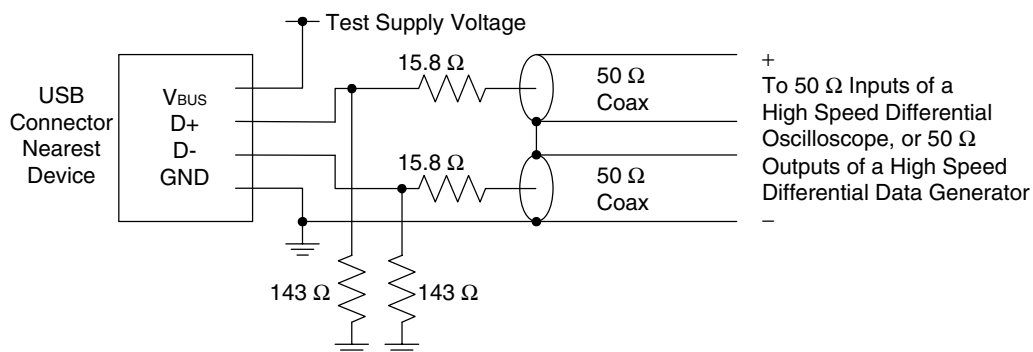 Test Supply Voltage
USB
Connector
Nearest
Device
VBUS
D+
D-
GND
15.8 Ω
15.8 Ω
50 Ω
Coax
50 Ω
Coax
+
To 50 Ω Inputs of a
High Speed Differential
Oscilloscope, or 50 Ω
Outputs of a High Speed
Differential Data Generator
−
143 Ω
143 Ω